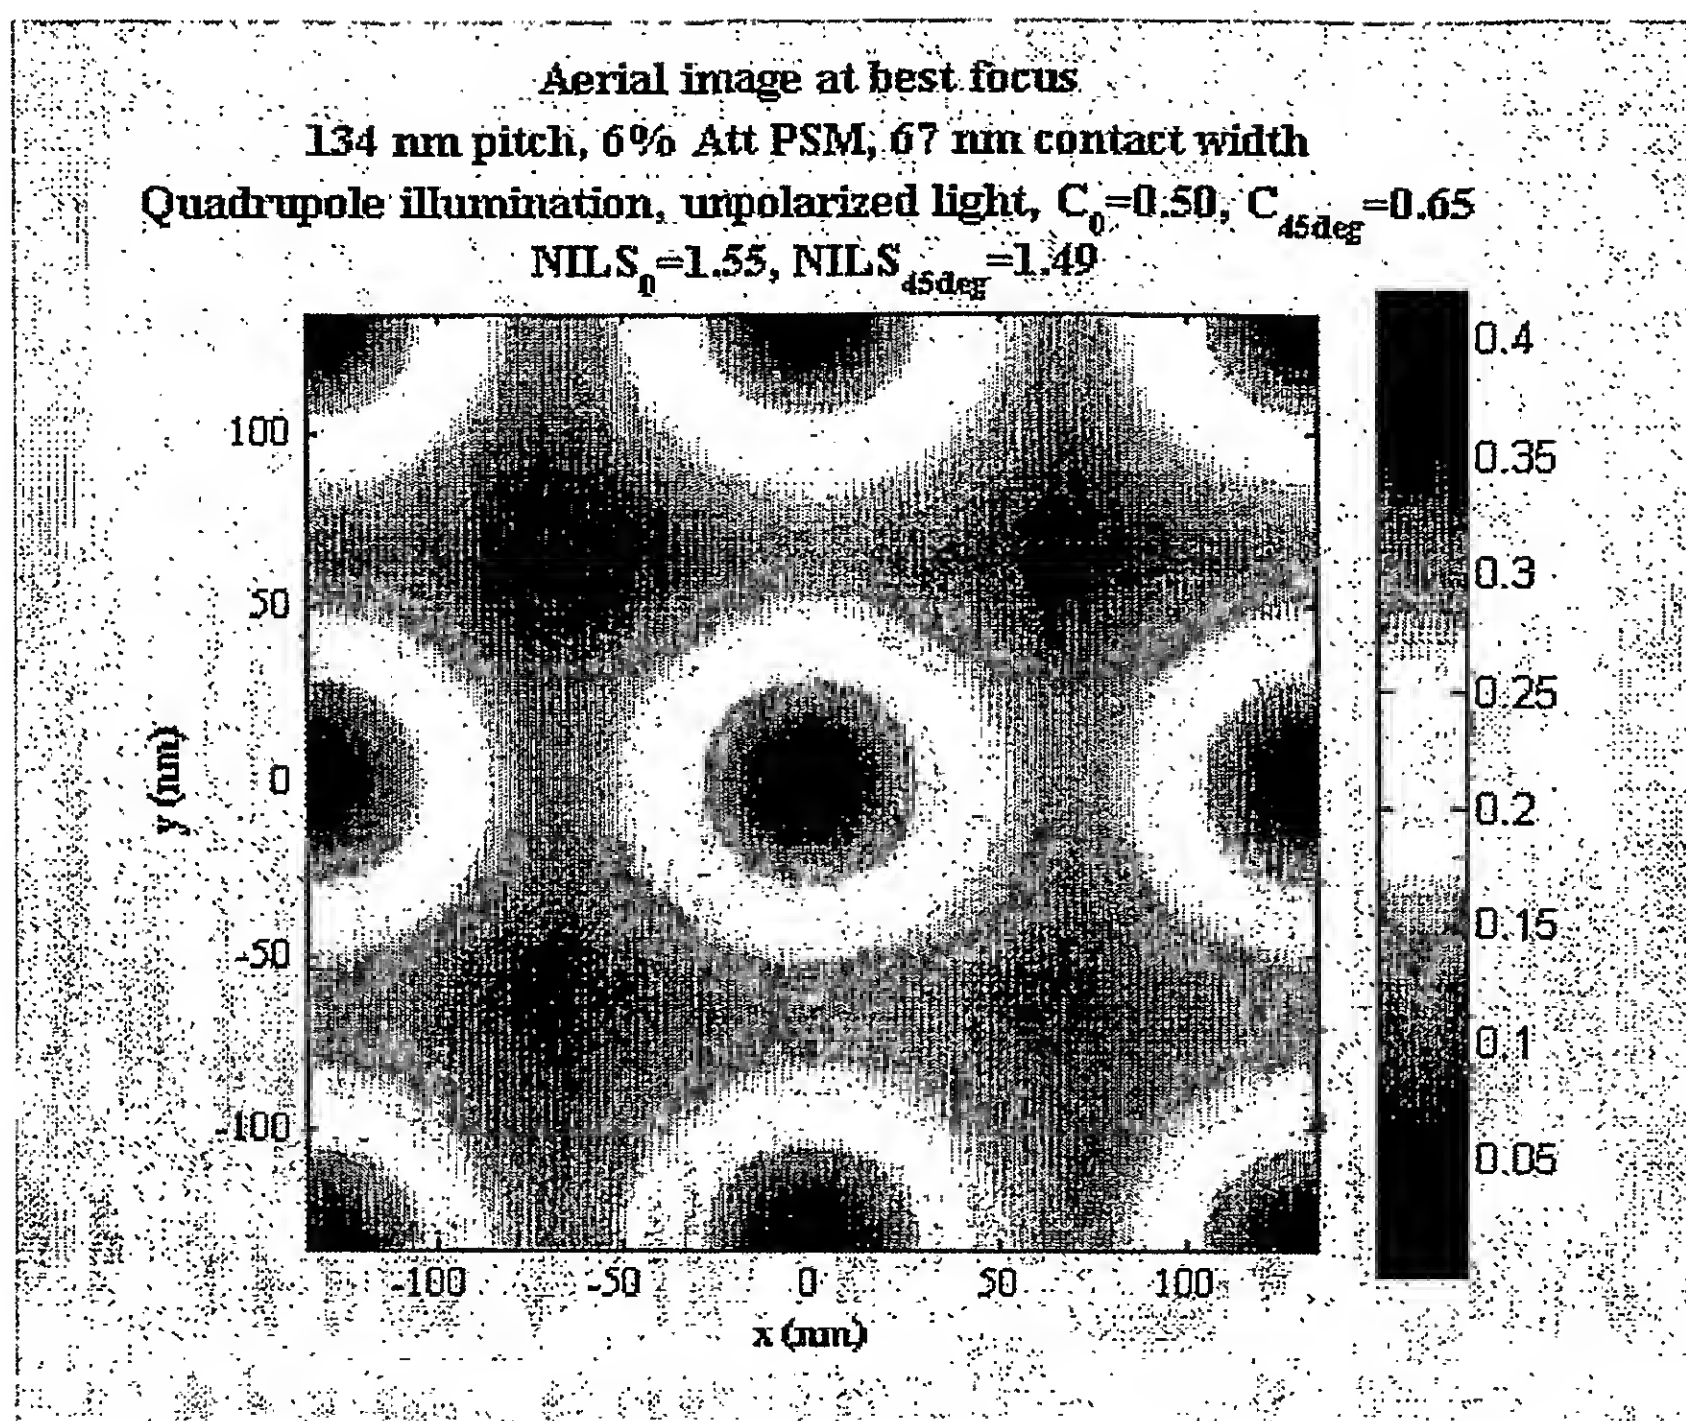 Aerial image at best focus
134 nm pitch, 6% Att PSM, 67 nm contact width
Quadrupole illumination, unpolarized light, C0=0.50, C45deg=0.65
NILS0=1.55, NILS45deg=1.49
100
50
0
-50
-100
y (nm)
-100 -50 0 50 100
x (nm)
0.4
0.35
0.3
0.25
0.2
0.15
0.1
0.05